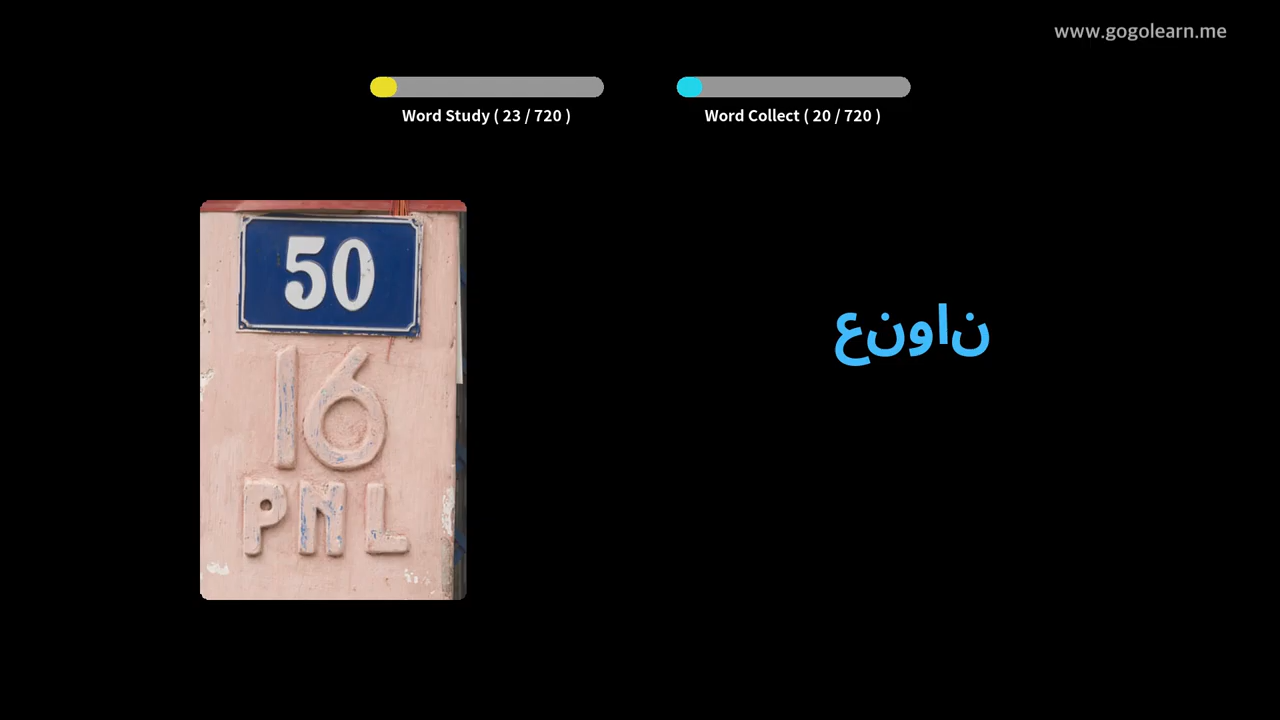 www.gogolearn.me
Word Study ( 23 / 720 )
Word Collect ( 20 / 720 )
50
16
PML
عنوان